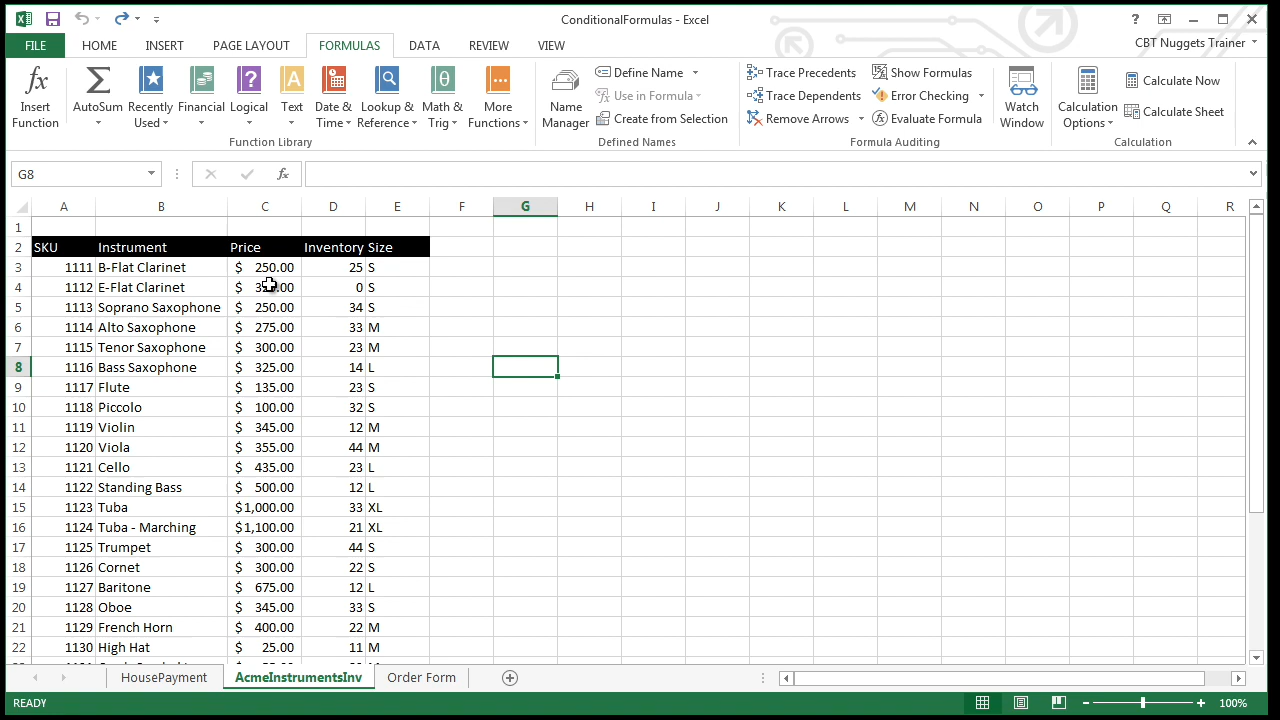 ConditionalFormulas - Excel
FILE HOME INSERT PAGE LAYOUT FORMULAS DATA REVIEW VIEW CBT Nuggets Trainer
Insert Function
AutoSum
Recently Used
Financial
Logical
Text
Date & Time
Lookup & Reference
Math & Trig
More Functions
Function Library
Name Manager
Define Name
Use in Formula
Create from Selection
Defined Names
Trace Precedents
Trace Dependents
Remove Arrows
Show Formulas
Error Checking
Evaluate Formula
Watch Window
Formula Auditing
Calculation Options
Calculate Now
Calculate Sheet
Calculation
G8 fx
A B C D E F G H I J K L M N O P Q R
1
2 SKU Instrument Price Inventory Size
3 1111 B-Flat Clarinet $ 250.00 25 S
4 1112 E-Flat Clarinet $ 0 S
5 1113 Soprano Saxophone $ 250.00 34 S
6 1114 Alto Saxophone $ 275.00 33 M
7 1115 Tenor Saxophone $ 300.00 23 M
8 1116 Bass Saxophone $ 325.00 14 L
9 1117 Flute $ 135.00 23 S
10 1118 Piccolo $ 100.00 32 S
11 1119 Violin $ 345.00 12 M
12 1120 Viola $ 355.00 44 M
13 1121 Cello $ 435.00 23 L
14 1122 Standing Bass $ 500.00 12 L
15 1123 Tuba $1,000.00 33 XL
16 1124 Tuba - Marching $1,100.00 21 XL
17 1125 Trumpet $ 300.00 44 S
18 1126 Cornet $ 300.00 22 S
19 1127 Baritone $ 675.00 12 L
20 1128 Oboe $ 345.00 33 S
21 1129 French Horn $ 400.00 22 M
22 1130 High Hat $ 25.00 11 M
HousePayment AcmeInstrumentsInv Order Form
READY 100%